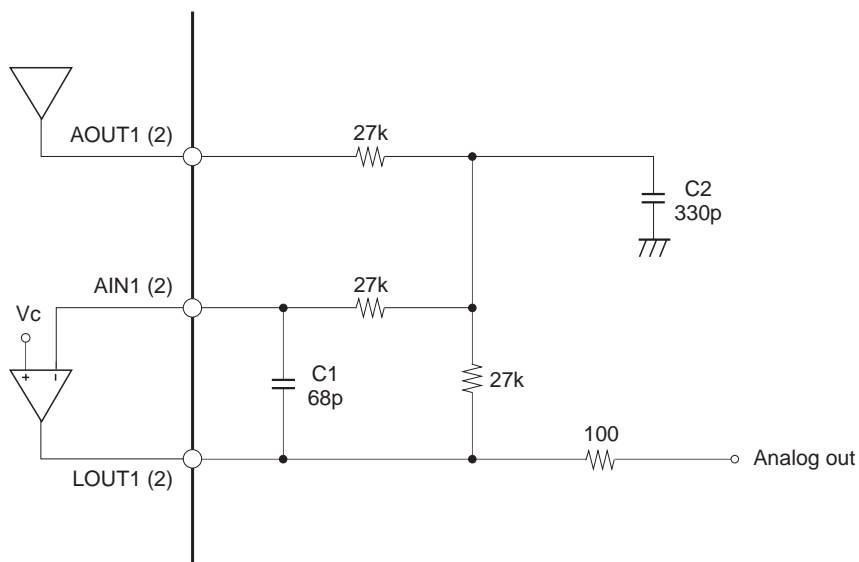 AOUT1 (2)
27k
C2
330p
AIN1 (2)
27k
Vc
+
–
C1
68p
27k
100
LOUT1 (2)
Analog out